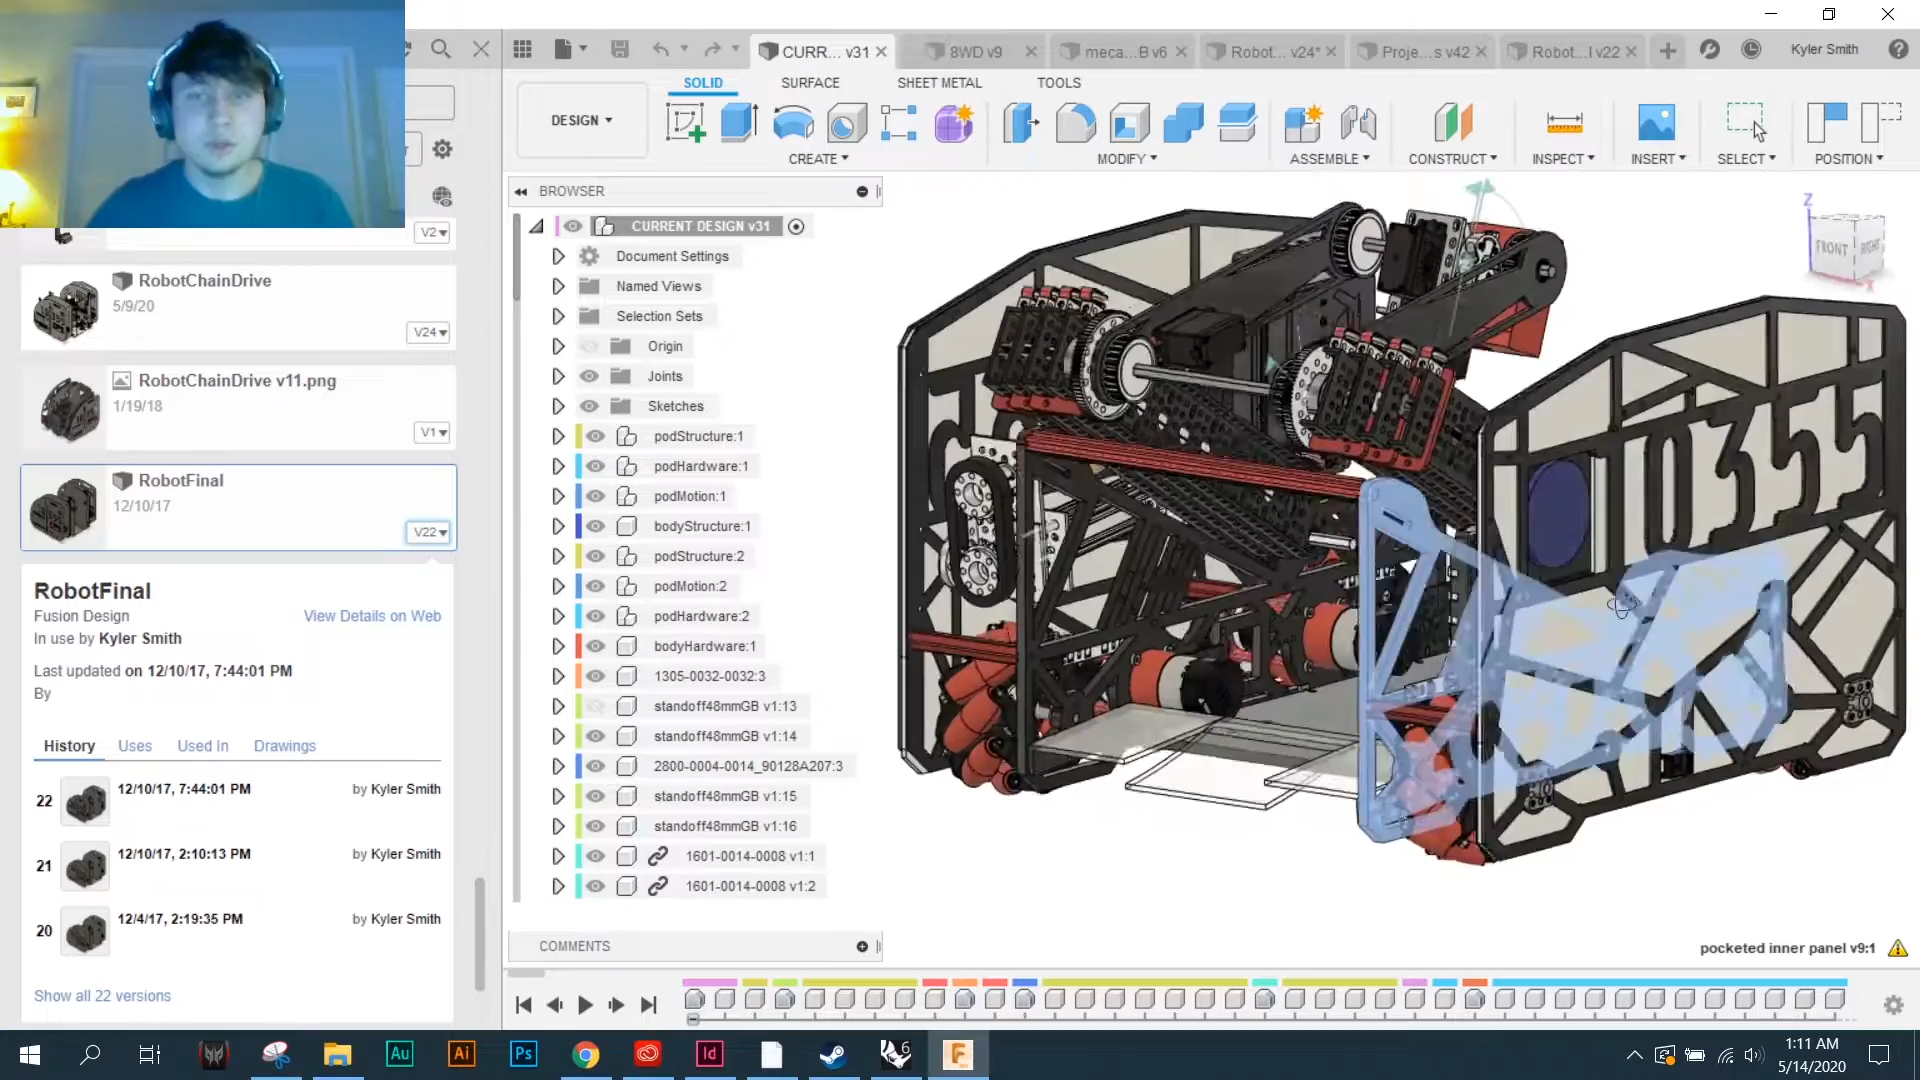 CURR... v31
8WD v9
meca...B v6
Robot... v24*
Proje...s v42
Robot...l v22
Kyler Smith
SOLID
SURFACE
SHEET METAL
TOOLS
DESIGN
CREATE
MODIFY
ASSEMBLE
CONSTRUCT
INSPECT
INSERT
SELECT
POSITION
V2
RobotChainDrive
5/9/20
V24
RobotChainDrive v11.png
1/19/18
V1
RobotFinal
12/10/17
V22
RobotFinal
Fusion Design
View Details on Web
In use by Kyler Smith
Last updated on 12/10/17, 7:44:01 PM
By
History
Uses
Used In
Drawings
22
12/10/17, 7:44:01 PM
by Kyler Smith
21
12/10/17, 2:10:13 PM
by Kyler Smith
20
12/4/17, 2:19:35 PM
by Kyler Smith
Show all 22 versions
BROWSER
CURRENT DESIGN v31
Document Settings
Named Views
Selection Sets
Origin
Joints
Sketches
podStructure:1
podHardware:1
podMotion:1
bodyStructure:1
podStructure:2
podMotion:2
podHardware:2
bodyHardware:1
1305-0032-0032:3
standoff48mmGB v1:13
standoff48mmGB v1:14
2800-0004-0014_90128A207:3
standoff48mmGB v1:15
standoff48mmGB v1:16
1601-0014-0008 v1:1
1601-0014-0008 v1:2
COMMENTS
Z
FRONT
RIGHT
X
10355
pocketed inner panel v9:1
Au
Ai
Ps
Id
6
F
1:11 AM
5/14/2020